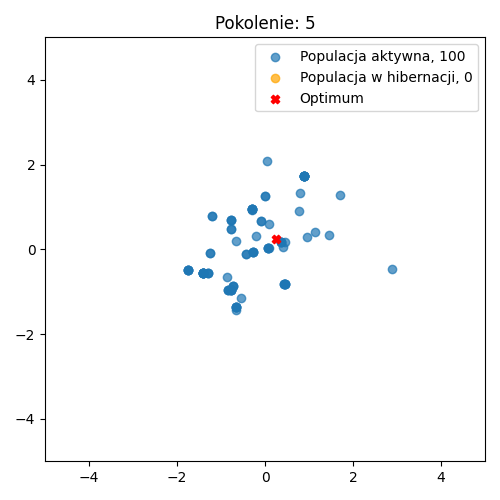 Pokolenie: 5
Populacja aktywna, 100
Populacja w hibernacji, 0
Optimum
4
2
0
−2
−4
−4 −2 0 2 4